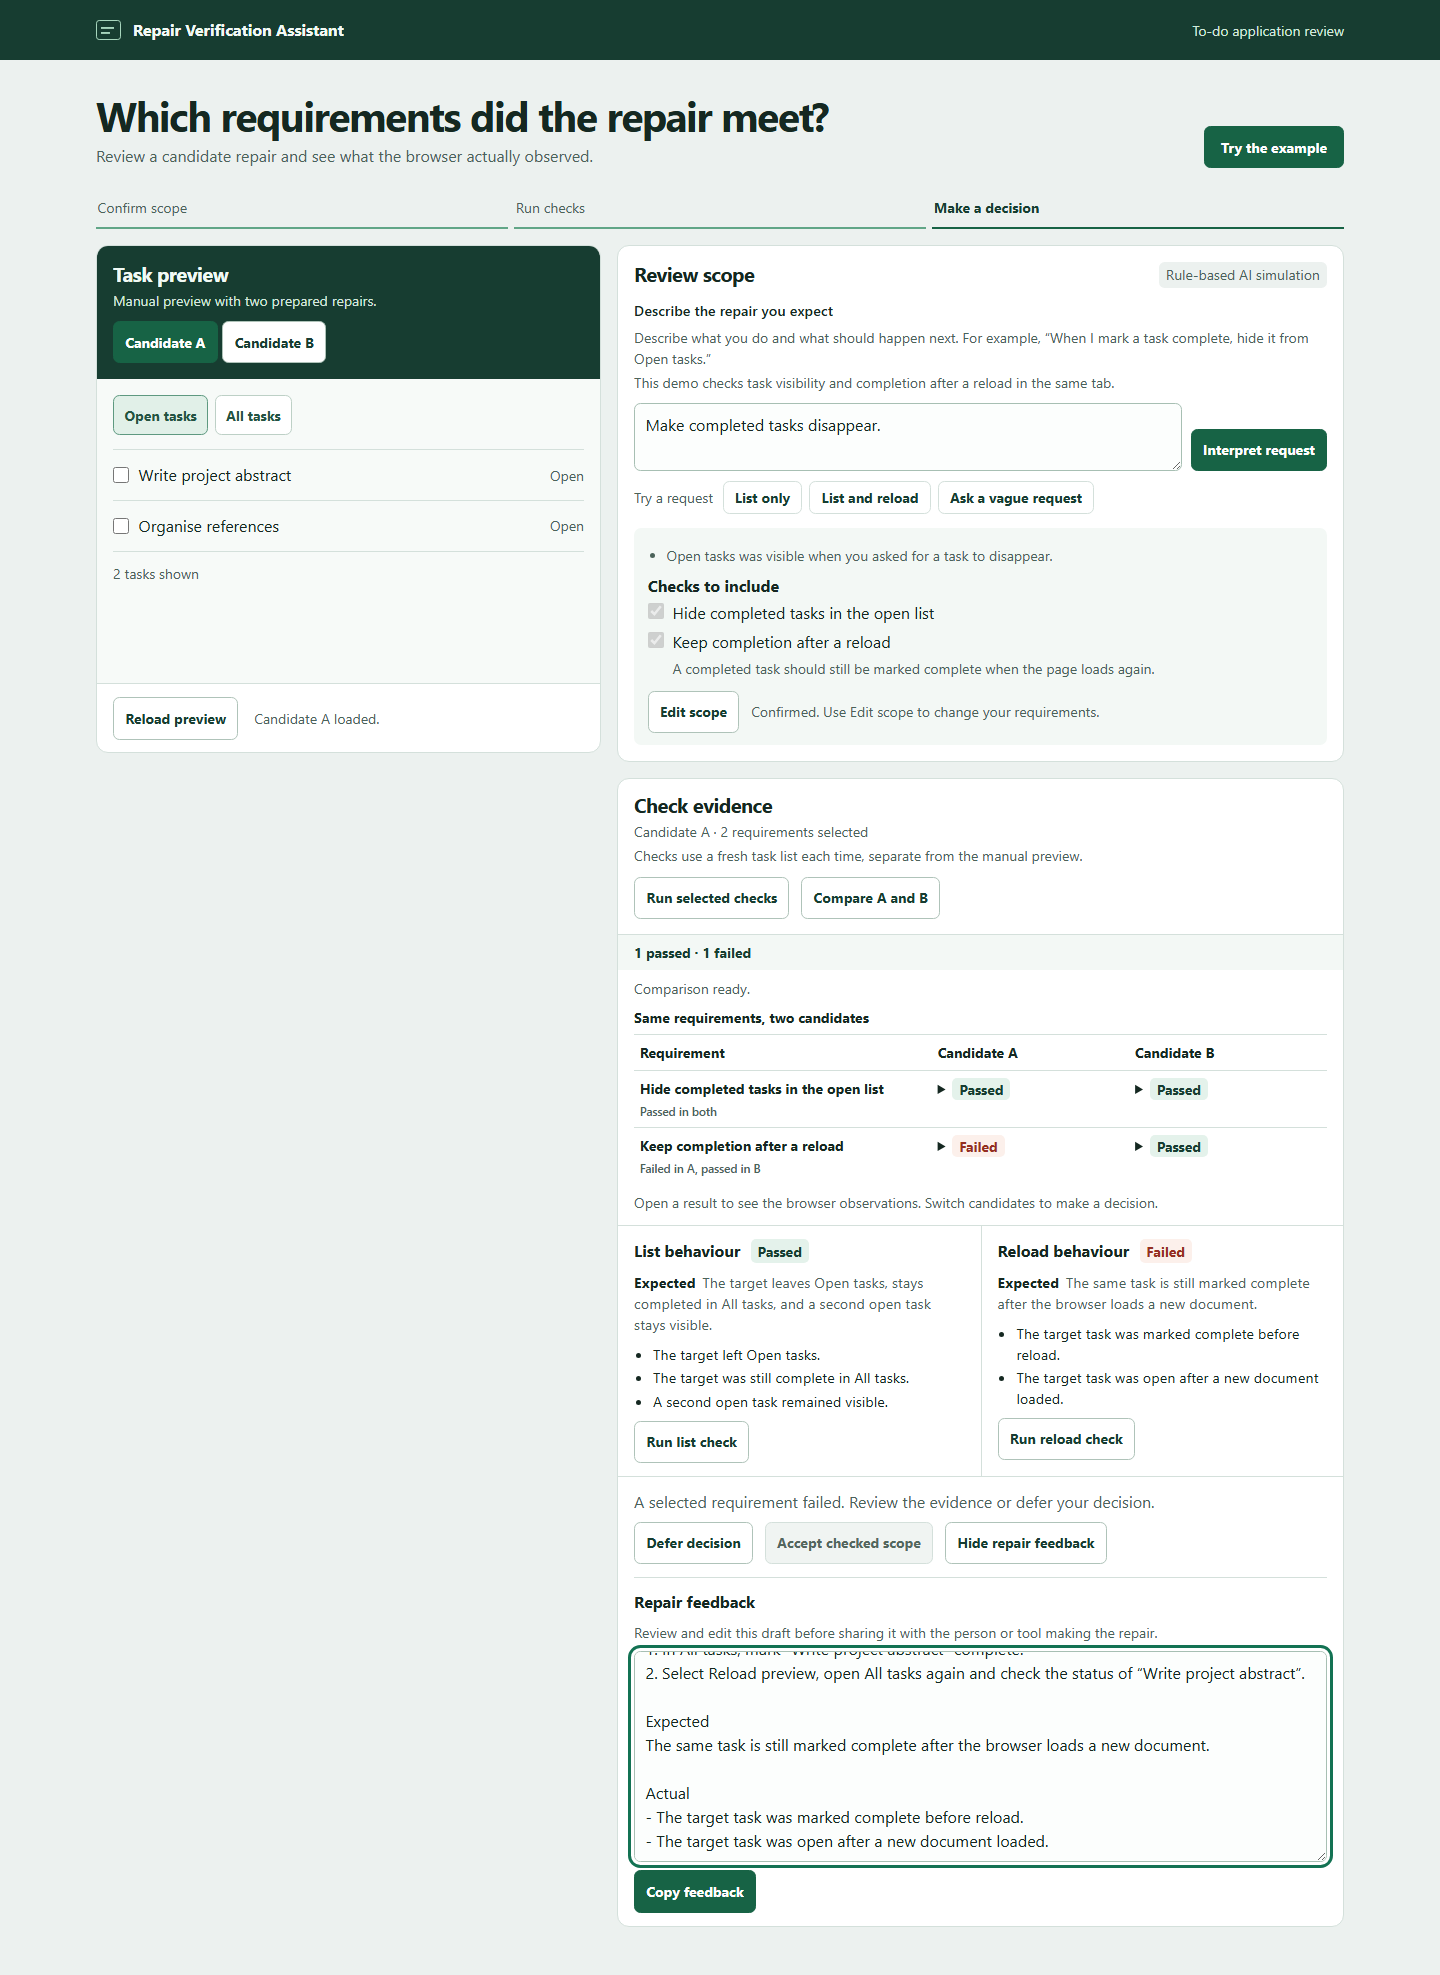 Repair Verification Assistant
To-do application review
Which requirements did the repair meet?
Review a candidate repair and see what the browser actually observed.
Try the example
Confirm scope
Run checks
Make a decision
Task preview
Manual preview with two prepared repairs.
Candidate A
Candidate B
Open tasks
All tasks
Write project abstract
Open
Organise references
Open
2 tasks shown
Reload preview
Candidate A loaded.
Review scope
Rule-based AI simulation
Describe the repair you expect
Describe what you do and what should happen next. For example, “When I mark a task complete, hide it from
Open tasks.”
This demo checks task visibility and completion after a reload in the same tab.
Make completed tasks disappear.
Interpret request
Try a request
List only
List and reload
Ask a vague request
• Open tasks was visible when you asked for a task to disappear.
Checks to include
Hide completed tasks in the open list
Keep completion after a reload
A completed task should still be marked complete when the page loads again.
Edit scope
Confirmed. Use Edit scope to change your requirements.
Check evidence
Candidate A · 2 requirements selected
Checks use a fresh task list each time, separate from the manual preview.
Run selected checks
Compare A and B
1 passed · 1 failed
Comparison ready.
Same requirements, two candidates
Requirement
Candidate A
Candidate B
Hide completed tasks in the open list
Passed in both
Passed
Passed
Keep completion after a reload
Failed in A, passed in B
Failed
Passed
Open a result to see the browser observations. Switch candidates to make a decision.
List behaviour
Passed
Expected The target leaves Open tasks, stays
completed in All tasks, and a second open task
stays visible.
• The target left Open tasks.
• The target was still complete in All tasks.
• A second open task remained visible.
Run list check
Reload behaviour
Failed
Expected The same task is still marked complete
after the browser loads a new document.
• The target task was marked complete before
reload.
• The target task was open after a new document
loaded.
Run reload check
A selected requirement failed. Review the evidence or defer your decision.
Defer decision
Accept checked scope
Hide repair feedback
Repair feedback
Review and edit this draft before sharing it with the person or tool making the repair.
1. In All tasks, mark “Write project abstract” complete.
2. Select Reload preview, open All tasks again and check the status of “Write project abstract”.
Expected
The same task is still marked complete after the browser loads a new document.
Actual
- The target task was marked complete before reload.
- The target task was open after a new document loaded.
Copy feedback